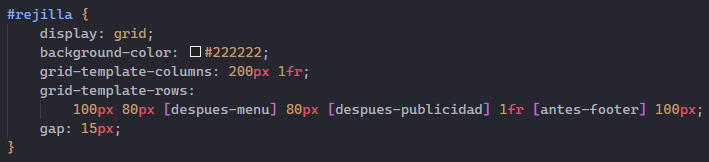 #rejilla {
display: grid;
background-color: #222222;
grid-template-columns: 200px 1fr;
grid-template-rows:
100px 80px [despues-menu] 80px [despues-publicidad] 1fr [antes-footer] 100px;
gap: 15px;
}